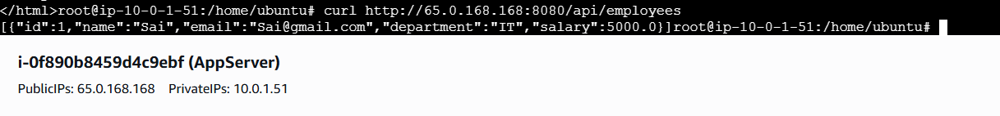 </html>root@ip-10-0-1-51:/home/ubuntu# curl http://65.0.168.168:8080/api/employees
[{"id":1,"name":"Sai","email":"Sai@gmail.com","department":"IT","salary":5000.0}]root@ip-10-0-1-51:/home/ubuntu#
i-0f890b8459d4c9ebf (AppServer)
PublicIPs: 65.0.168.168 PrivateIPs: 10.0.1.51